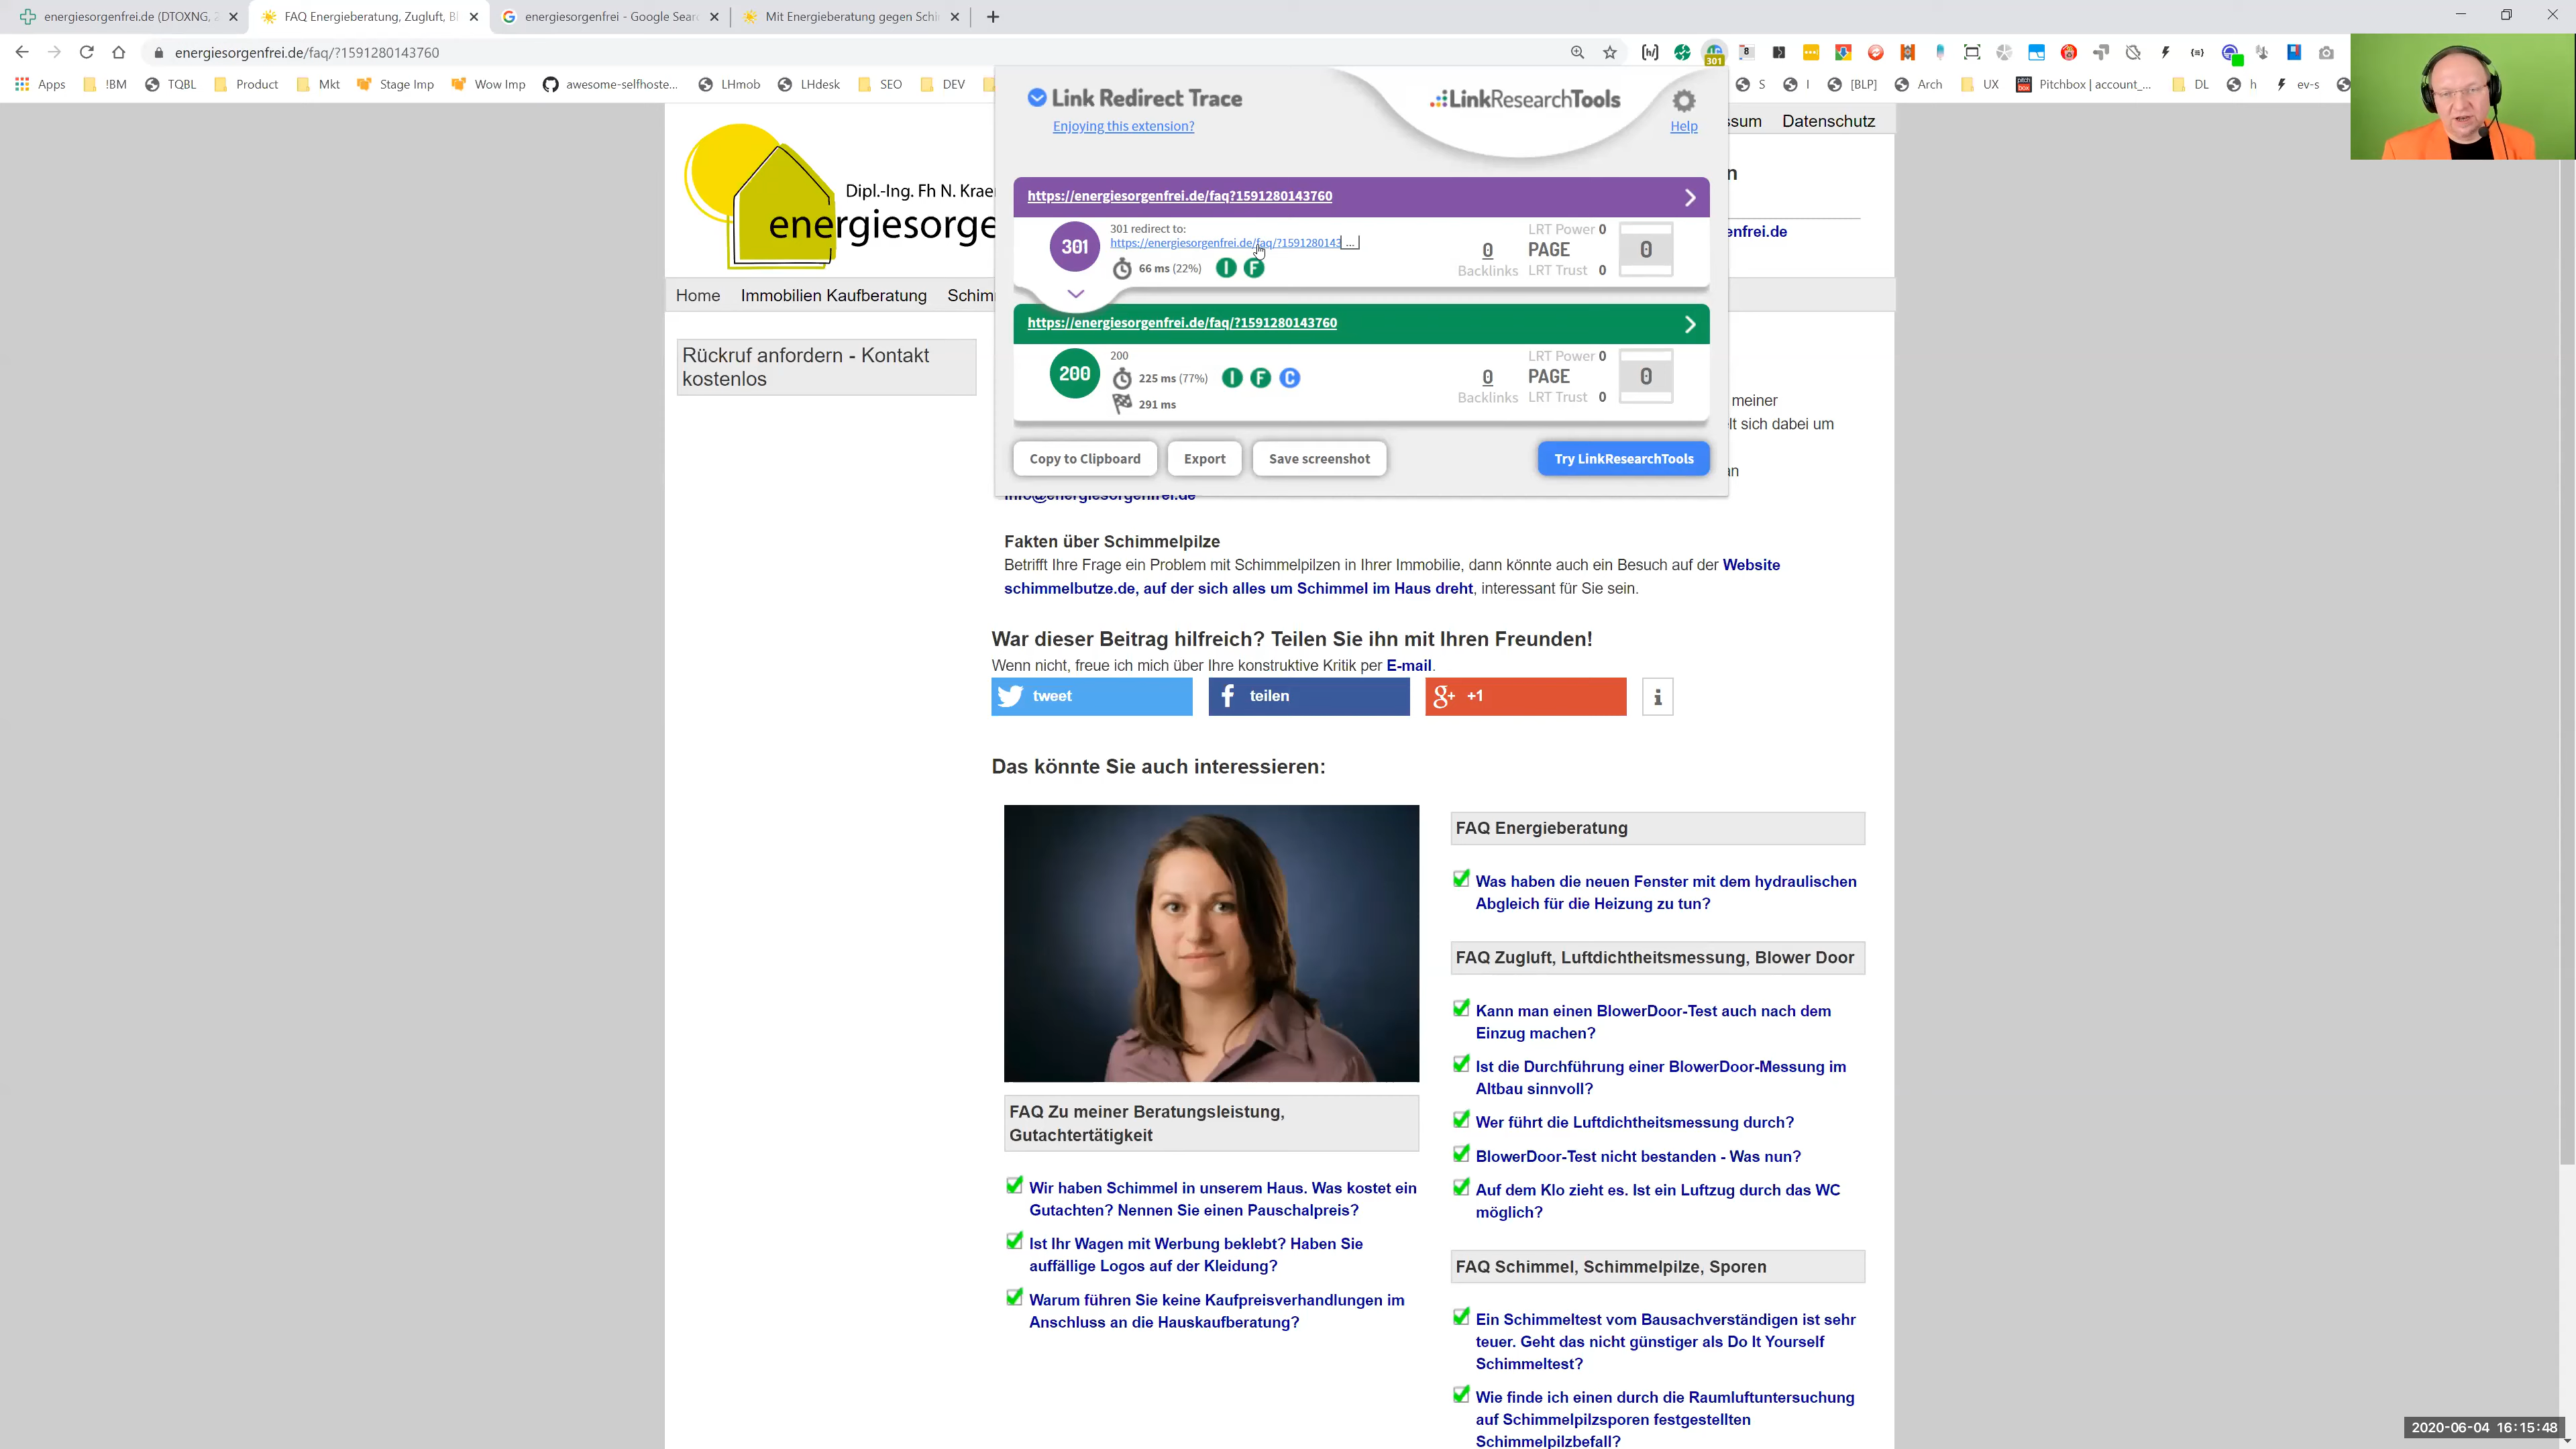 energiesorgenfrei.de (DTOXNG, 2
FAQ Energieberatung, Zugluft, Bl
energiesorgenfrei - Google Sear
Mit Energieberatung gegen Schi
energiesorgenfrei.de/faq/?1591280143760
301
Apps
!BM
TQBL
Product
Mkt
Stage Imp
Wow Imp
awesome-selfhoste...
LHmob
LHdesk
SEO
DEV
S
I
[BLP]
Arch
UX
Pitchbox | account_...
DL
h
ev-s
Link Redirect Trace
Enjoying this extension?
LinkResearchTools
Help
ssum
Datenschutz
Dipl.-Ing. Fh N. Krae
energiesorge
n
enfrei.de
https://energiesorgenfrei.de/faq?1591280143760
301
301 redirect to:
https://energiesorgenfrei.de/faq/?1591280143 ...
66 ms (22%)
I F
0
Backlinks
LRT Power 0
PAGE
LRT Trust 0
0
https://energiesorgenfrei.de/faq/?1591280143760
200
200
225 ms (77%)
I F C
291 ms
0
Backlinks
LRT Power 0
PAGE
LRT Trust 0
0
Copy to Clipboard
Export
Save screenshot
Try LinkResearchTools
Home
Immobilien Kaufberatung
Schim
Rückruf anfordern - Kontakt
kostenlos
meiner
lt sich dabei um
n
info@energiesorgenfrei.de
Fakten über Schimmelpilze
Betrifft Ihre Frage ein Problem mit Schimmelpilzen in Ihrer Immobilie, dann könnte auch ein Besuch auf der Website
schimmelbutze.de, auf der sich alles um Schimmel im Haus dreht, interessant für Sie sein.
War dieser Beitrag hilfreich? Teilen Sie ihn mit Ihren Freunden!
Wenn nicht, freue ich mich über Ihre konstruktive Kritik per E-mail.
tweet
teilen
g+ +1
i
Das könnte Sie auch interessieren:
FAQ Zu meiner Beratungsleistung,
Gutachtertätigkeit
Wir haben Schimmel in unserem Haus. Was kostet ein
Gutachten? Nennen Sie einen Pauschalpreis?
Ist Ihr Wagen mit Werbung beklebt? Haben Sie
auffällige Logos auf der Kleidung?
Warum führen Sie keine Kaufpreisverhandlungen im
Anschluss an die Hauskaufberatung?
FAQ Energieberatung
Was haben die neuen Fenster mit dem hydraulischen
Abgleich für die Heizung zu tun?
FAQ Zugluft, Luftdichtheitsmessung, Blower Door
Kann man einen BlowerDoor-Test auch nach dem
Einzug machen?
Ist die Durchführung einer BlowerDoor-Messung im
Altbau sinnvoll?
Wer führt die Luftdichtheitsmessung durch?
BlowerDoor-Test nicht bestanden - Was nun?
Auf dem Klo zieht es. Ist ein Luftzug durch das WC
möglich?
FAQ Schimmel, Schimmelpilze, Sporen
Ein Schimmeltest vom Bausachverständigen ist sehr
teuer. Geht das nicht günstiger als Do It Yourself
Schimmeltest?
Wie finde ich einen durch die Raumluftuntersuchung
auf Schimmelpilzsporen festgestellten
Schimmelpilzbefall?
2020-06-04 16:15:48